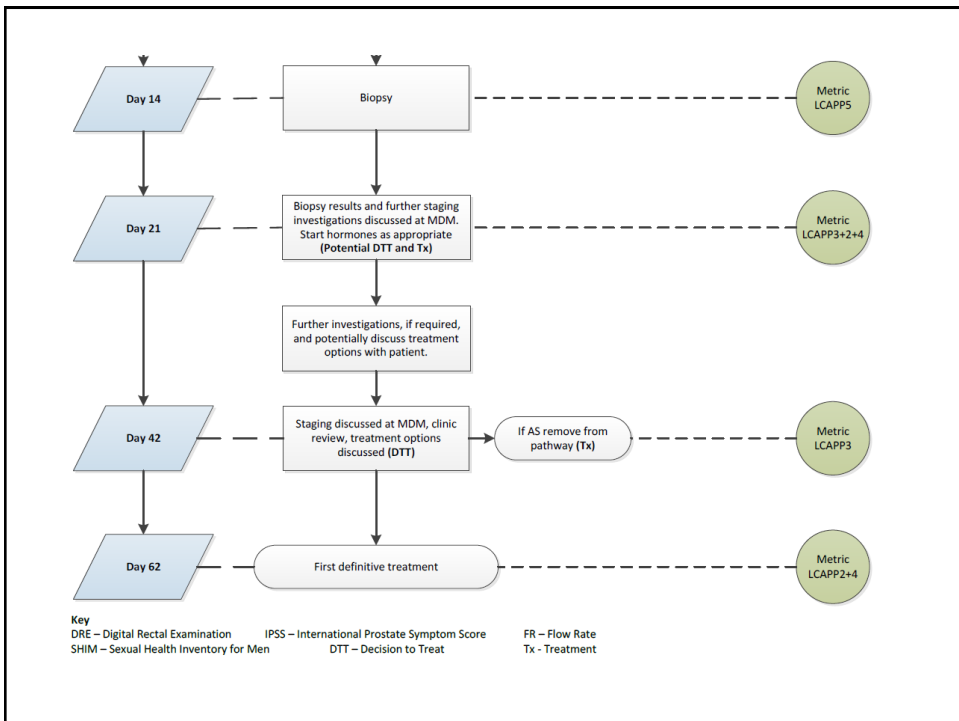 Day 14
Biopsy
Metric
LCAPP5
Day 21
Biopsy results and further staging
investigations discussed at MDM.
Start hormones as appropriate
(Potential DTT and Tx)
Metric
LCAPP3+2+4
Further investigations, if required,
and potentially discuss treatment
options with patient.
Day 42
Staging discussed at MDM, clinic
review, treatment options
discussed (DTT)
If AS remove from
pathway (Tx)
Metric
LCAPP3
Day 62
First definitive treatment
Metric
LCAPP2+4
Key
DRE – Digital Rectal Examination IPSS – International Prostate Symptom Score FR – Flow Rate
SHIM – Sexual Health Inventory for Men DTT – Decision to Treat Tx - Treatment